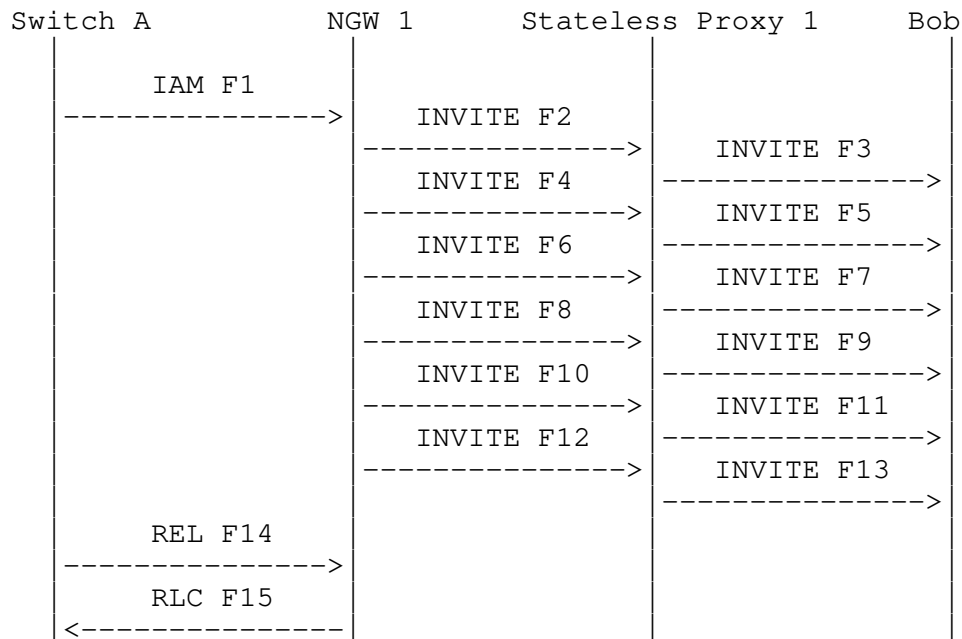 Switch A NGW 1 Stateless Proxy 1 Bob
IAM F1
INVITE F2
INVITE F3
INVITE F4
INVITE F5
INVITE F6
INVITE F7
INVITE F8
INVITE F9
INVITE F10
INVITE F11
INVITE F12
INVITE F13
REL F14
RLC F15